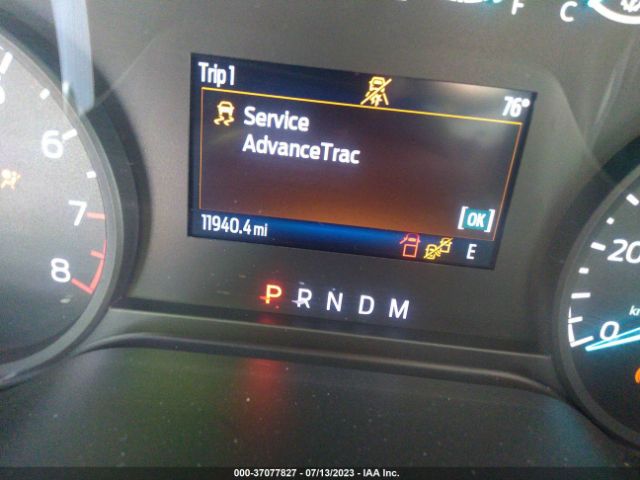 F C
Trip 1 76°
Service
AdvanceTrac
[OK]
11940.4 mi E
P R N D M
6
7
8
20
0
000-37077827 - 07/13/2023 - IAA Inc.